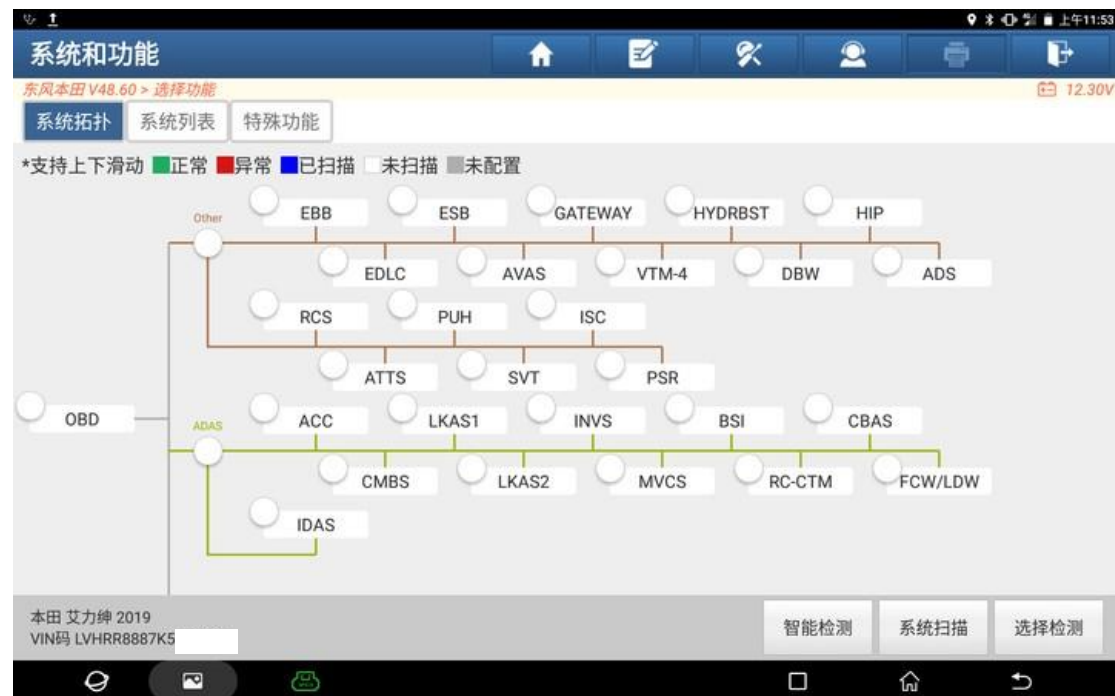 上午11:53
系统和功能
东风本田 V48.60 > 选择功能
12.30V
系统拓扑 系统列表 特殊功能
*支持上下滑动 正常 异常 已扫描 未扫描 未配置
Other
EBB ESB GATEWAY HYDRBST HIP
EDLC AVAS VTM-4 DBW ADS
RCS PUH ISC
ATTS SVT PSR
OBD
ADAS
ACC LKAS1 INVS BSI CBAS
CMBS LKAS2 MVCS RC-CTM FCW/LDW
IDAS
本田 艾力绅 2019
VIN码 LVHRR8887K5
智能检测 系统扫描 选择检测